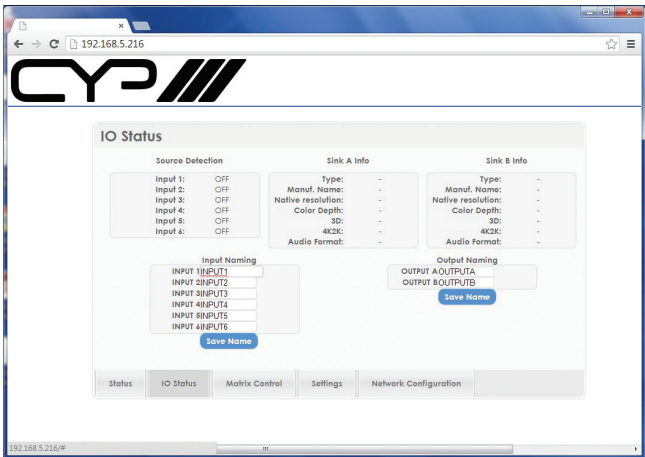 192.168.5.216
CYP
IO Status
Source Detection
Input 1: OFF
Input 2: OFF
Input 3: OFF
Input 4: OFF
Input 5: OFF
Input 6: OFF
Sink A Info
Type: -
Manuf. Name: -
Native resolution: -
Color Depth: -
3D: -
4K2K: -
Audio Format: -
Sink B Info
Type: -
Manuf. Name: -
Native resolution: -
Color Depth: -
3D: -
4K2K: -
Audio Format: -
Input Naming
INPUT 1 INPUT1
INPUT 2 INPUT2
INPUT 3 INPUT3
INPUT 4 INPUT4
INPUT 5 INPUT5
INPUT 6 INPUT6
Save Name
Output Naming
OUTPUT A OUTPUTA
OUTPUT B OUTPUTB
Save Name
Status IO Status Matrix Control Settings Network Configuration
192.168.5.216/#